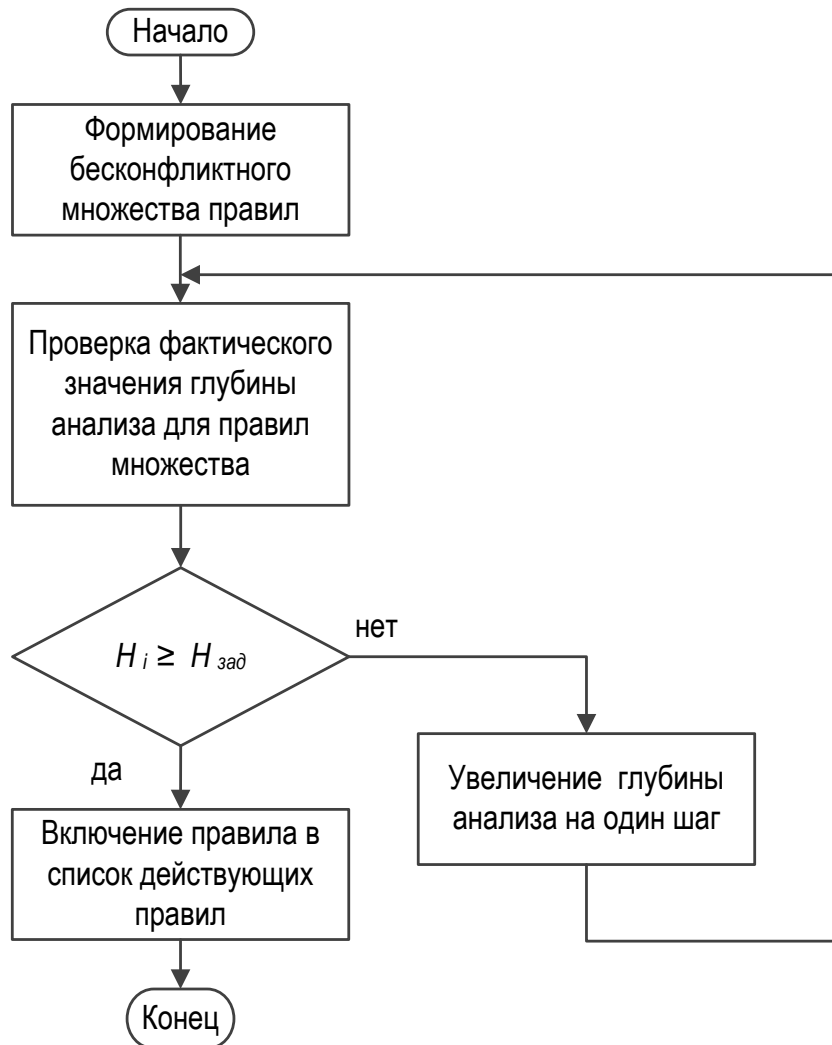 Начало
Формирование
бесконфликтного
множества правил
Проверка фактического
значения глубины
анализа для правил
множества
H i ≥ H зад
нет
да
Увеличение глубины
анализа на один шаг
Включение правила в
список действующих
правил
Конец